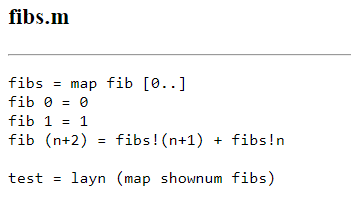 fibs.m
fibs = map fib [0..]
fib 0 = 0
fib 1 = 1
fib (n+2) = fibs!(n+1) + fibs!n
test = layn (map shownum fibs)